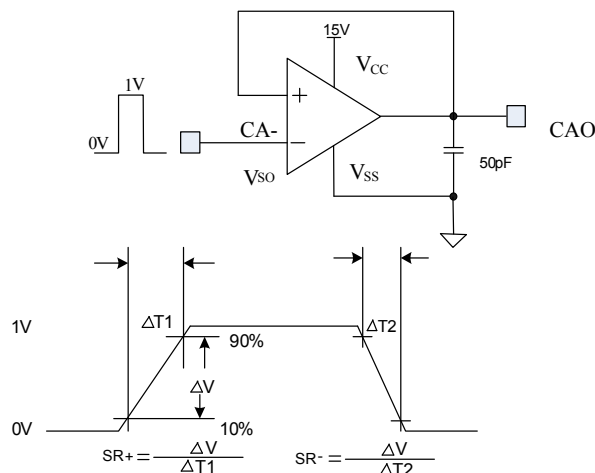 15V
VCC
1V
+
0V
CA-
−
CAO
VSO
VSS
50pF
△T1
△T2
1V
90%
△V
0V
10%
SR+ = △V / △T1
SR- = △V / △T2